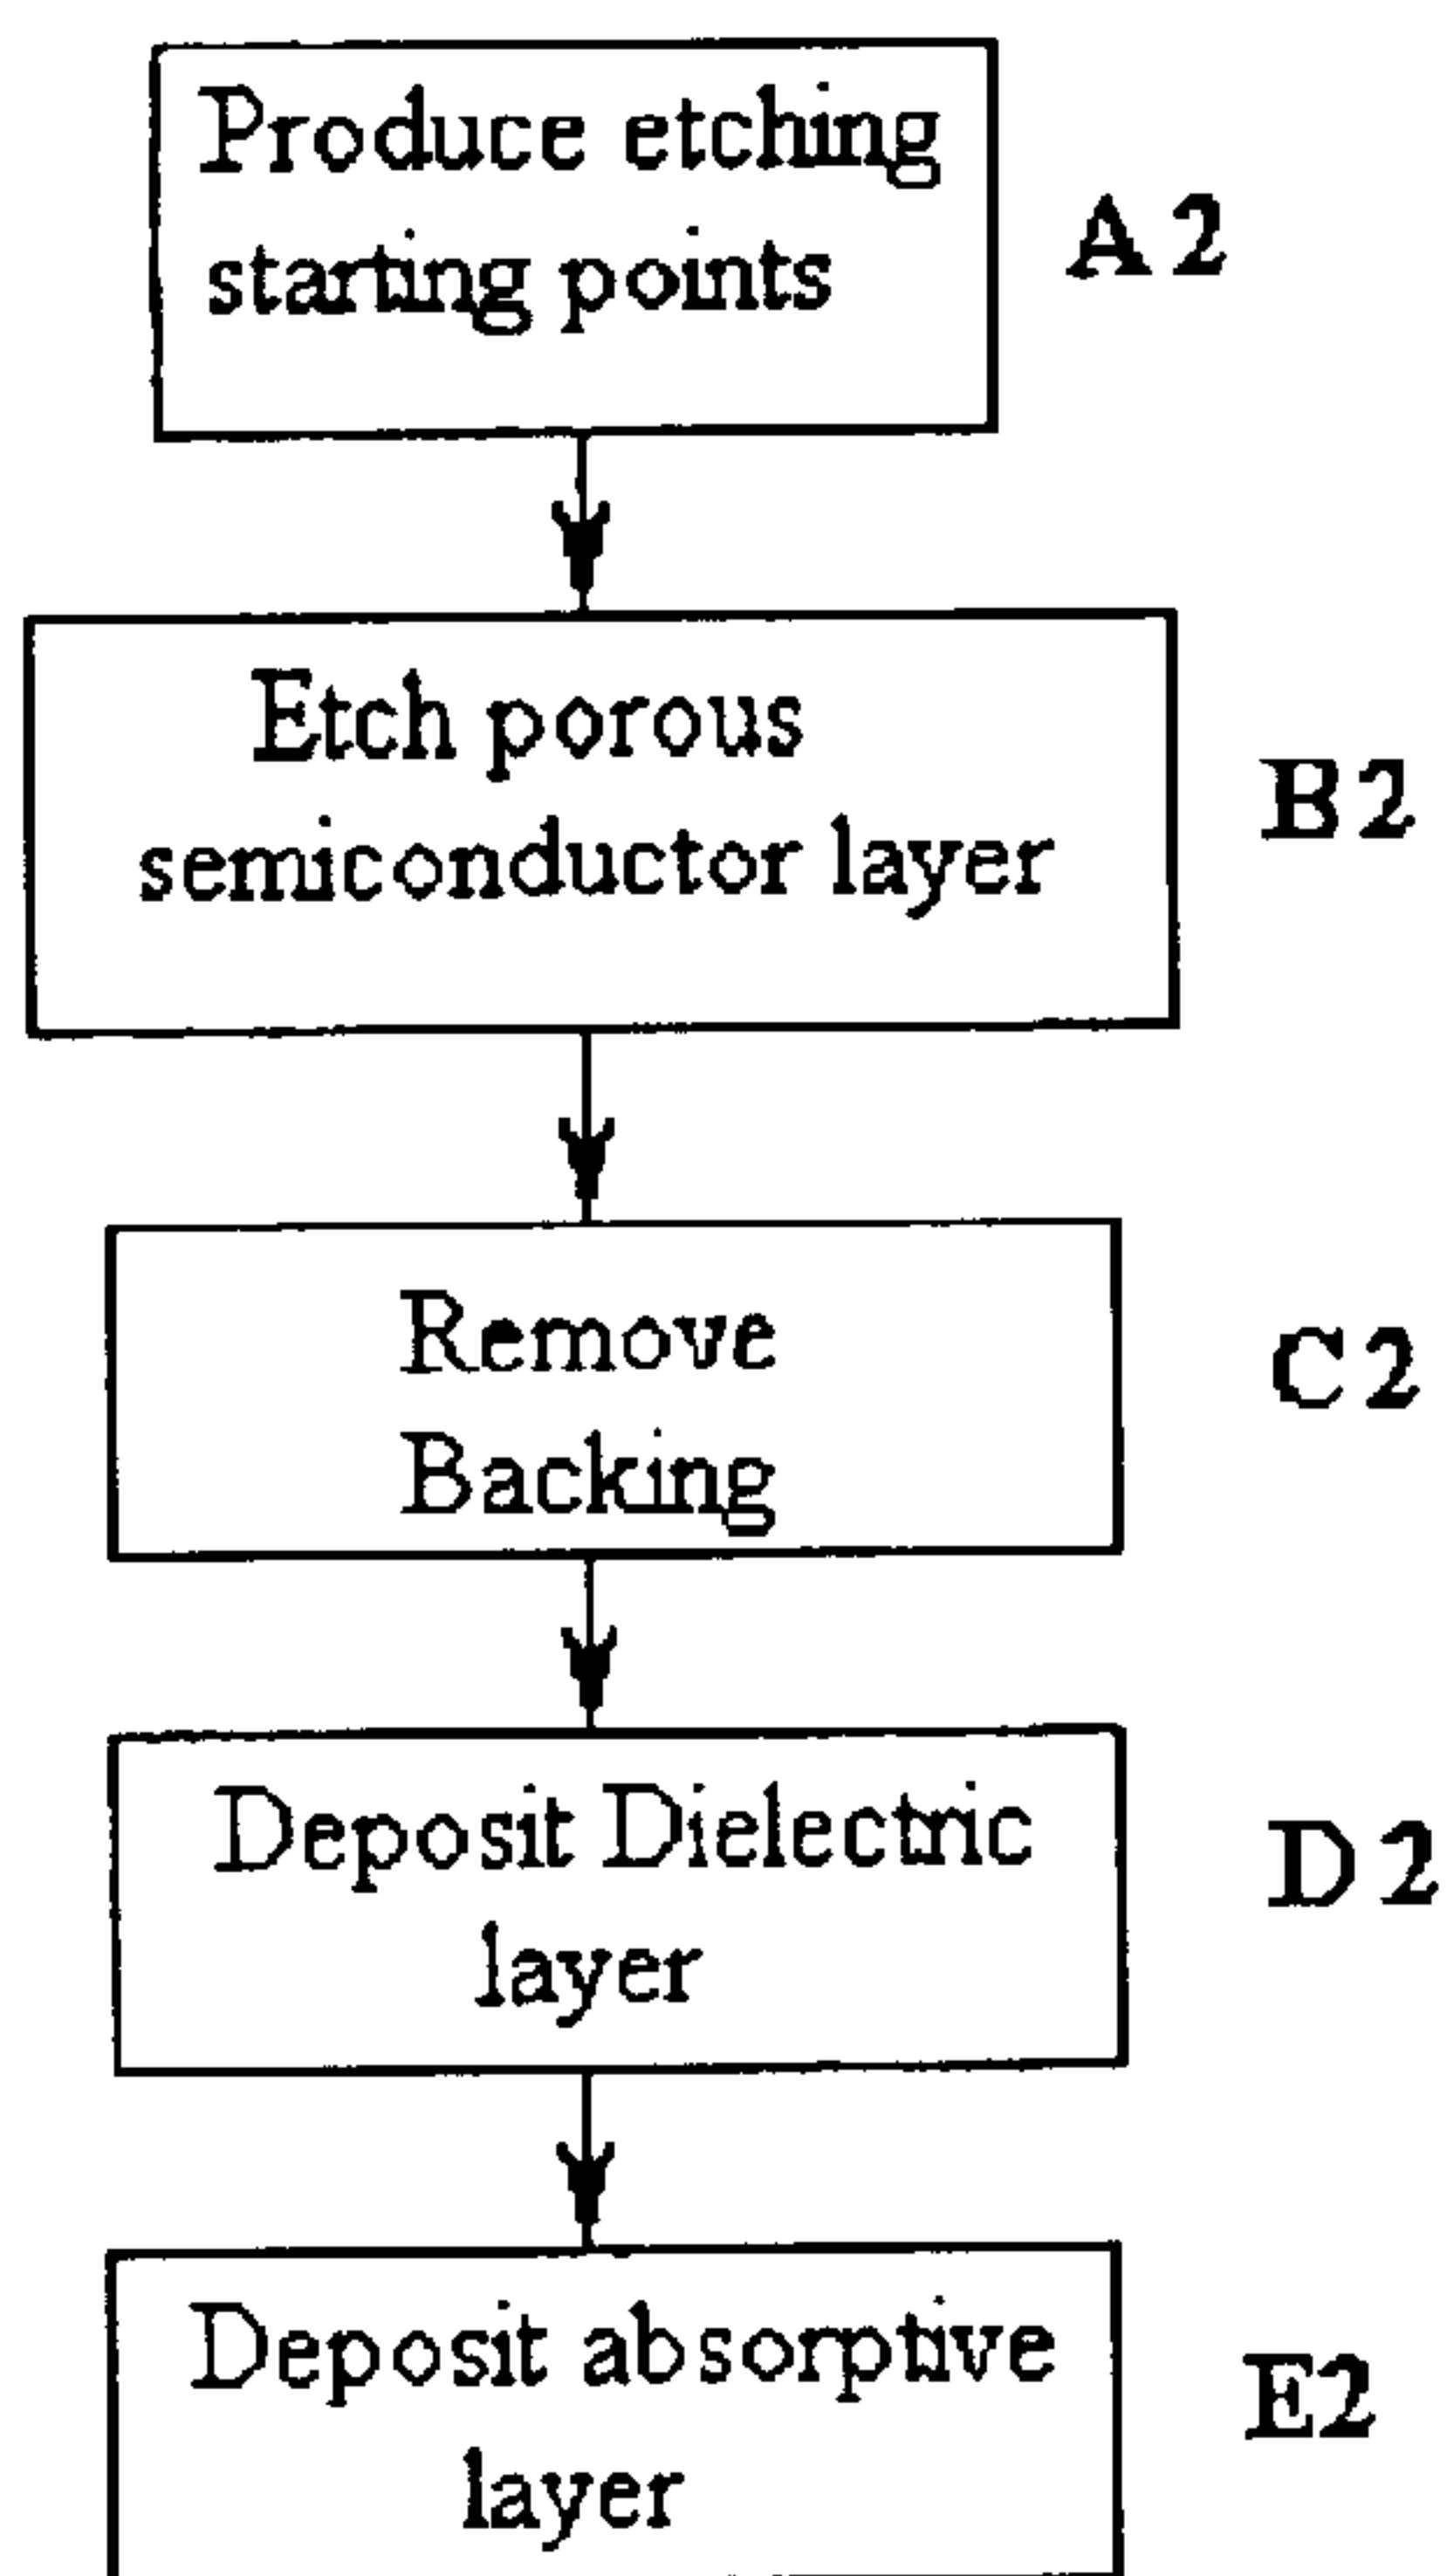 Produce etching
starting points
A2
Etch porous
semiconductor layer
B2
Remove
Backing
C2
Deposit Dielectric
layer
D2
Deposit absorptive
layer
E2